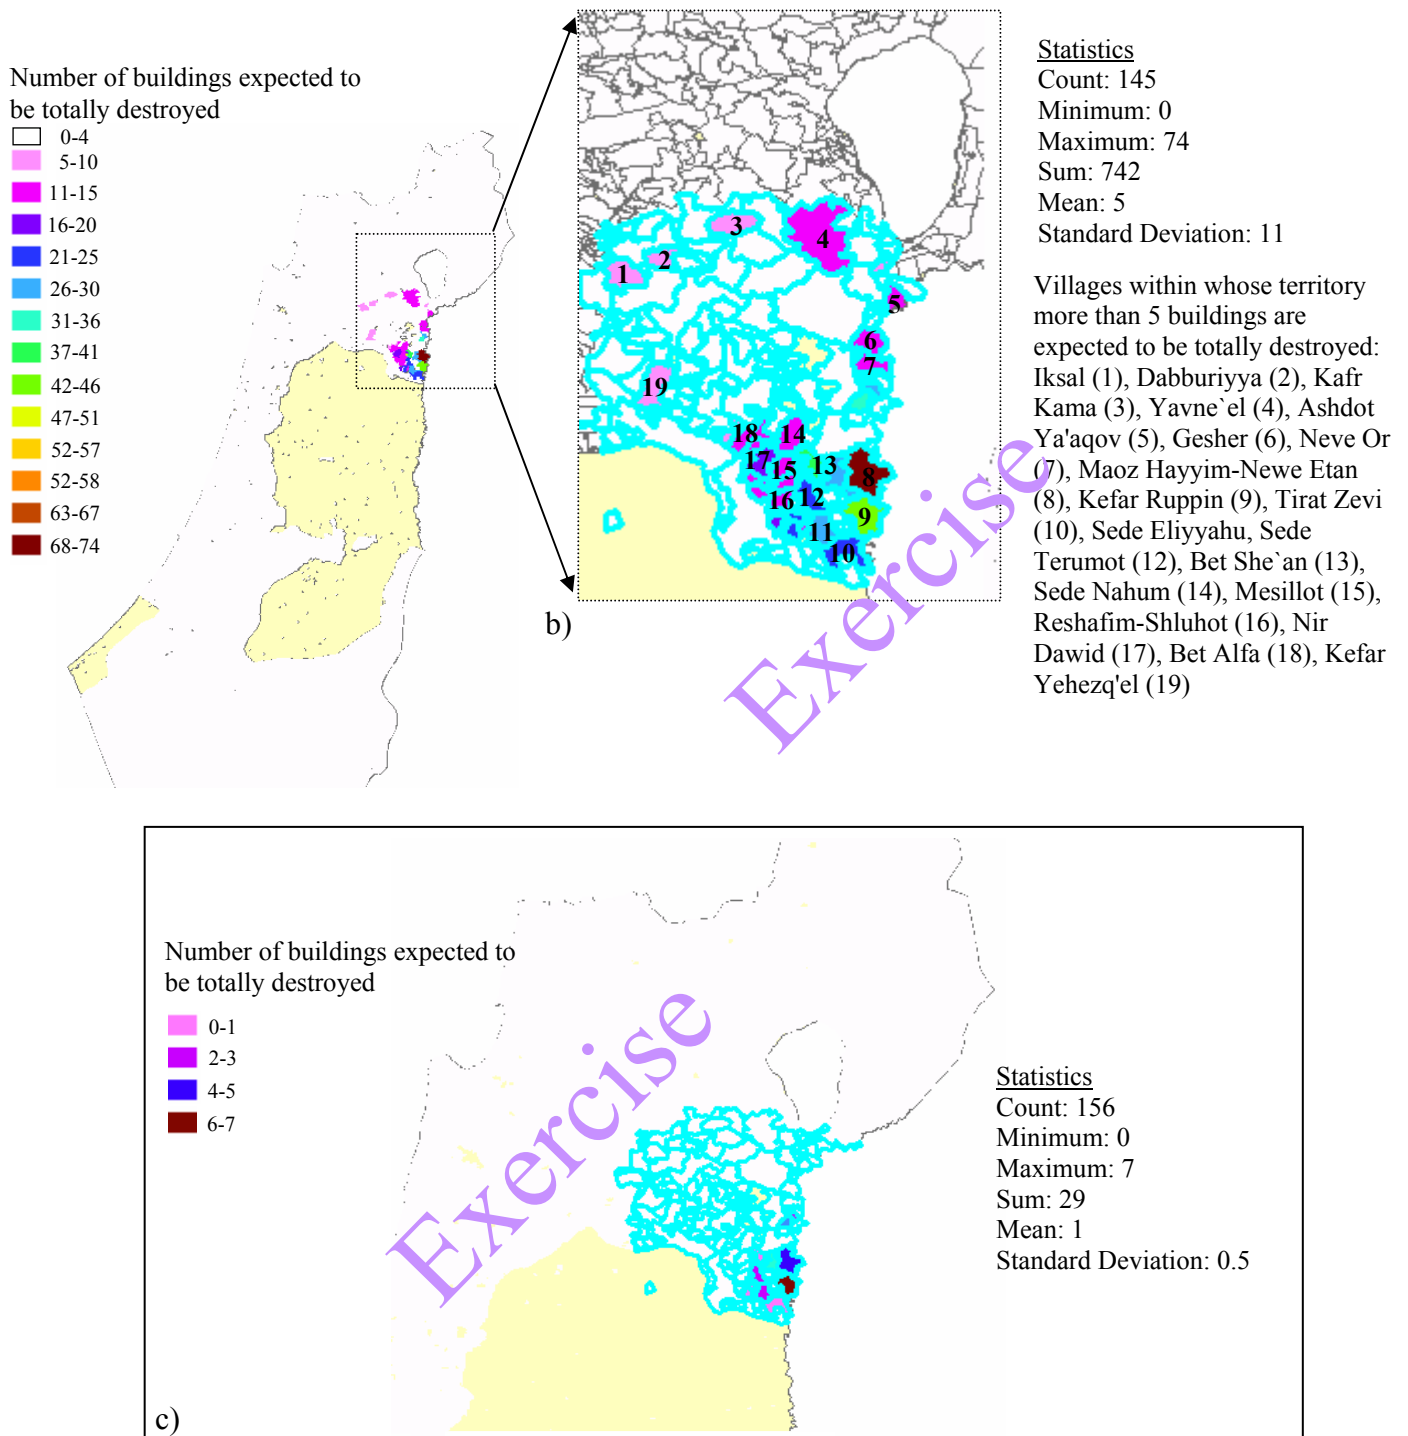 Number of buildings expected to
be totally destroyed
0-4
5-10
11-15
16-20
21-25
26-30
31-36
37-41
42-46
47-51
52-57
52-58
63-67
68-74
1
2
3
4
5
6
7
8
9
10
11
12
13
14
15
16
17
18
19
b)
Statistics
Count: 145
Minimum: 0
Maximum: 74
Sum: 742
Mean: 5
Standard Deviation: 11
Villages within whose territory
more than 5 buildings are
expected to be totally destroyed:
Iksal (1), Dabburiyya (2), Kafr
Kama (3), Yavne`el (4), Ashdot
Ya'aqov (5), Gesher (6), Neve Or
(7), Maoz Hayyim-Newe Etan
(8), Kefar Ruppin (9), Tirat Zevi
(10), Sede Eliyyahu, Sede
Terumot (12), Bet She`an (13),
Sede Nahum (14), Mesillot (15),
Reshafim-Shluhot (16), Nir
Dawid (17), Bet Alfa (18), Kefar
Yehezq'el (19)
Exercise
Number of buildings expected to
be totally destroyed
0-1
2-3
4-5
6-7
Exercise
Statistics
Count: 156
Minimum: 0
Maximum: 7
Sum: 29
Mean: 1
Standard Deviation: 0.5
c)